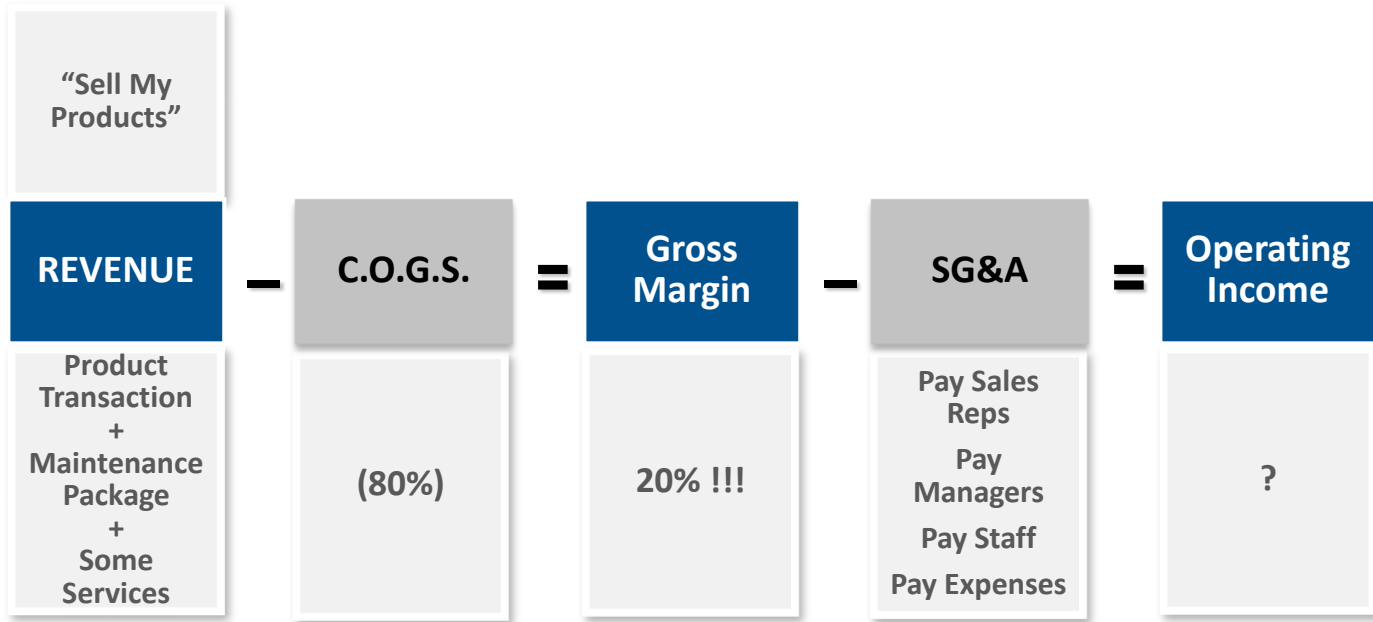 “Sell My
Products”
REVENUE
–
C.O.G.S.
=
Gross
Margin
–
SG&A
=
Operating
Income
Product
Transaction
+
Maintenance
Package
+
Some
Services
(80%)
20% !!!
Pay Sales
Reps
Pay
Managers
Pay Staff
Pay Expenses
?